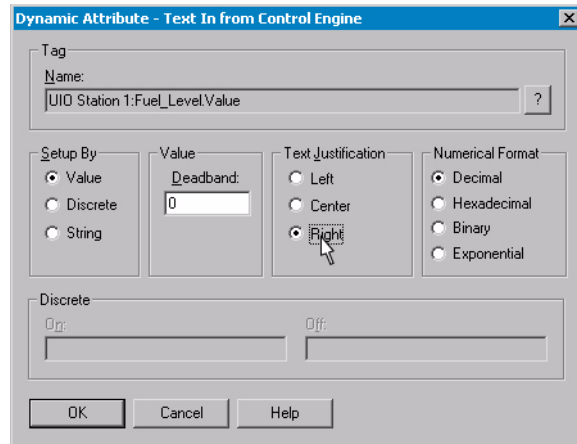 Dynamic Attribute - Text In from Control Engine
Tag
Name:
UIO Station 1:Fuel_Level.Value
?
Setup By
Value
Text Justification
Numerical Format
Value
Deadband:
Left
Decimal
Discrete
0
Center
Hexadecimal
String
Right
Binary
Exponential
Discrete
On:
Off:
OK
Cancel
Help